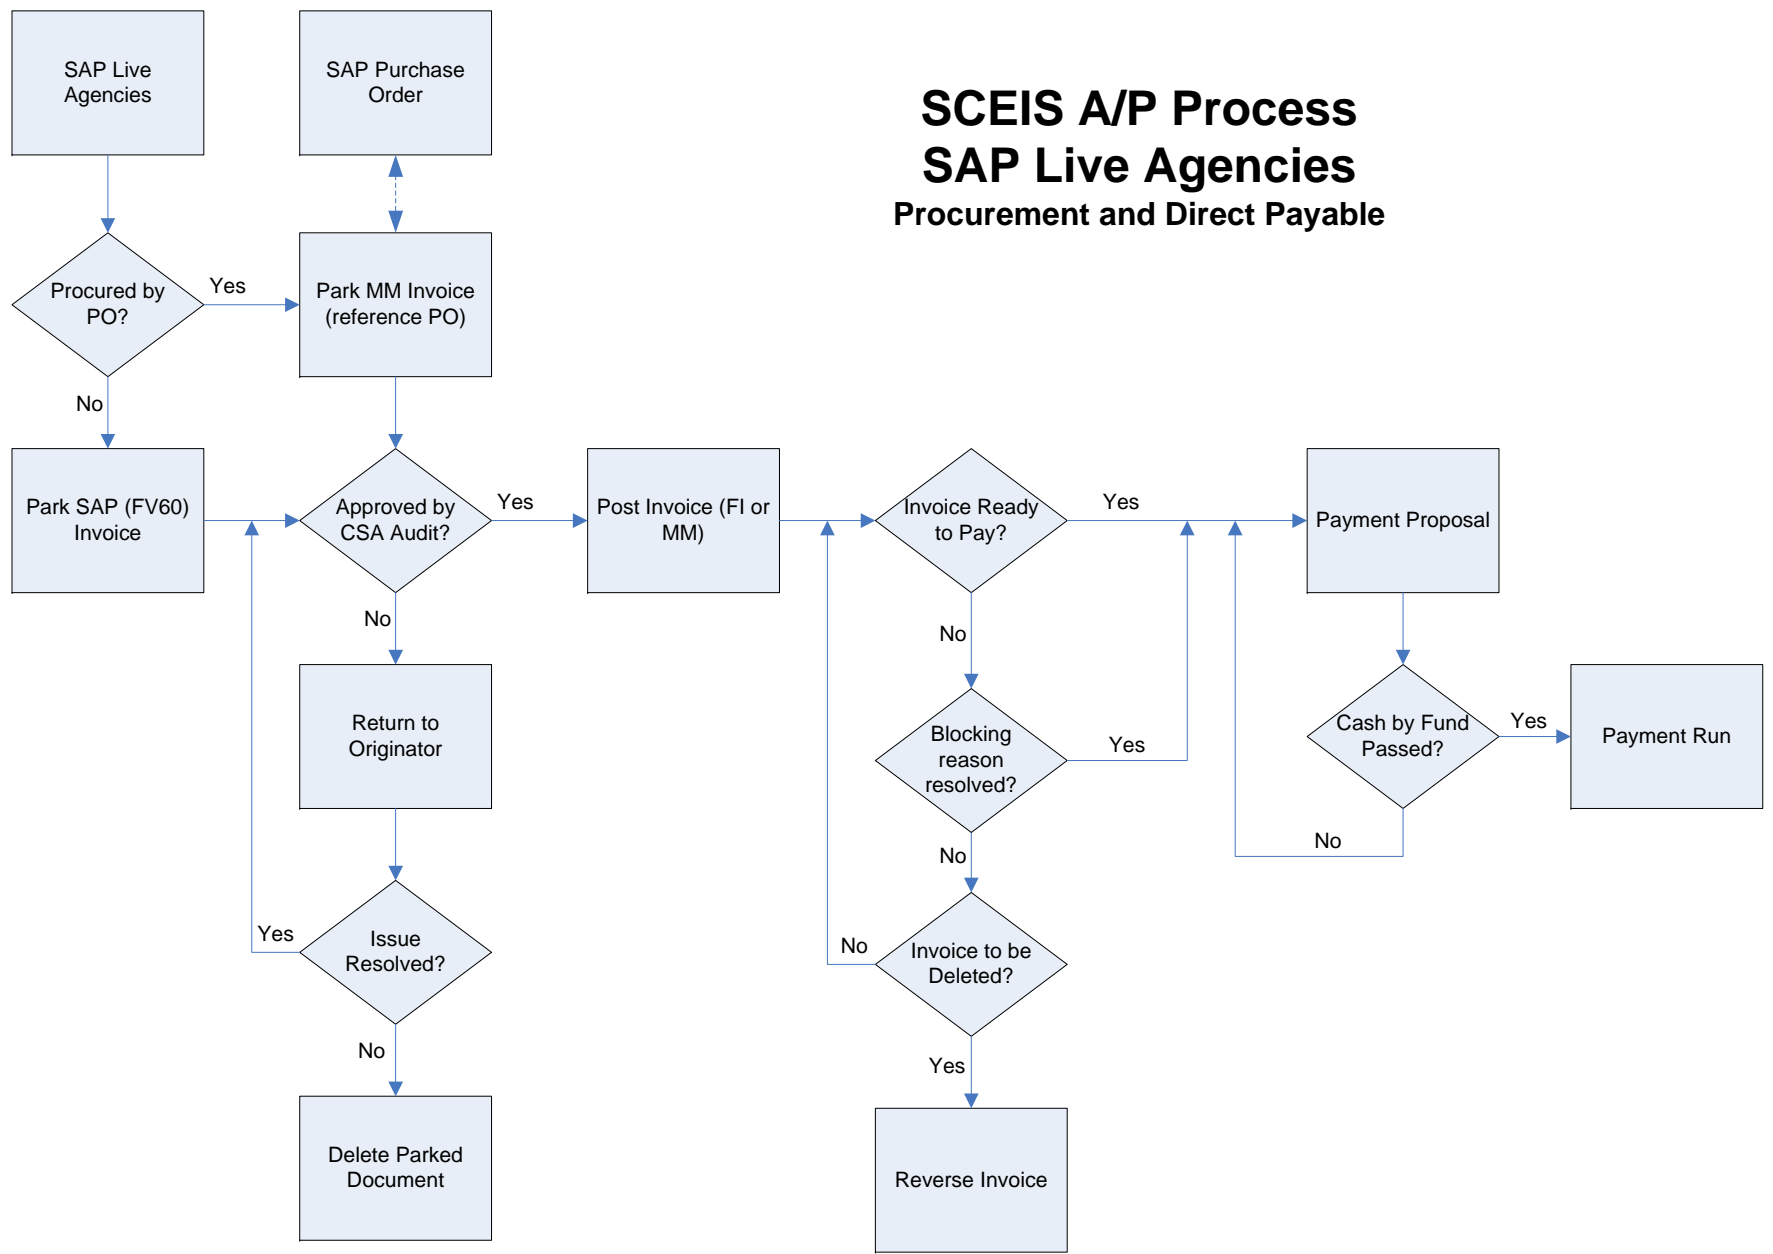 SAP Live
Agencies
SAP Purchase
Order
SCEIS A/P Process
SAP Live Agencies
Procurement and Direct Payable
Procured by
PO?
Yes
Park MM Invoice
(reference PO)
No
Park SAP (FV60)
Invoice
Approved by
CSA Audit?
Yes
Post Invoice (FI or
MM)
Invoice Ready
to Pay?
Yes
Payment Proposal
No
Return to
Originator
No
Blocking
reason
resolved?
Yes
Cash by Fund
Passed?
Yes
Payment Run
No
No
Issue
Resolved?
Yes
Invoice to be
Deleted?
No
No
Yes
Delete Parked
Document
Reverse Invoice